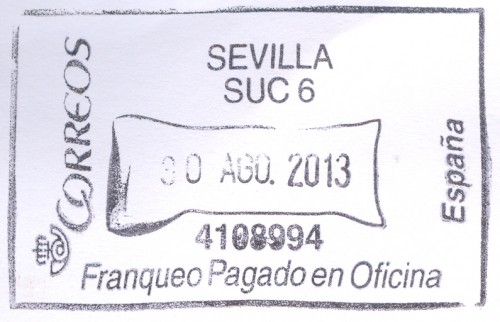 CORREOS
SEVILLA
SUC 6
30 AGO. 2013
4108994
Franqueo Pagado en Oficina
España